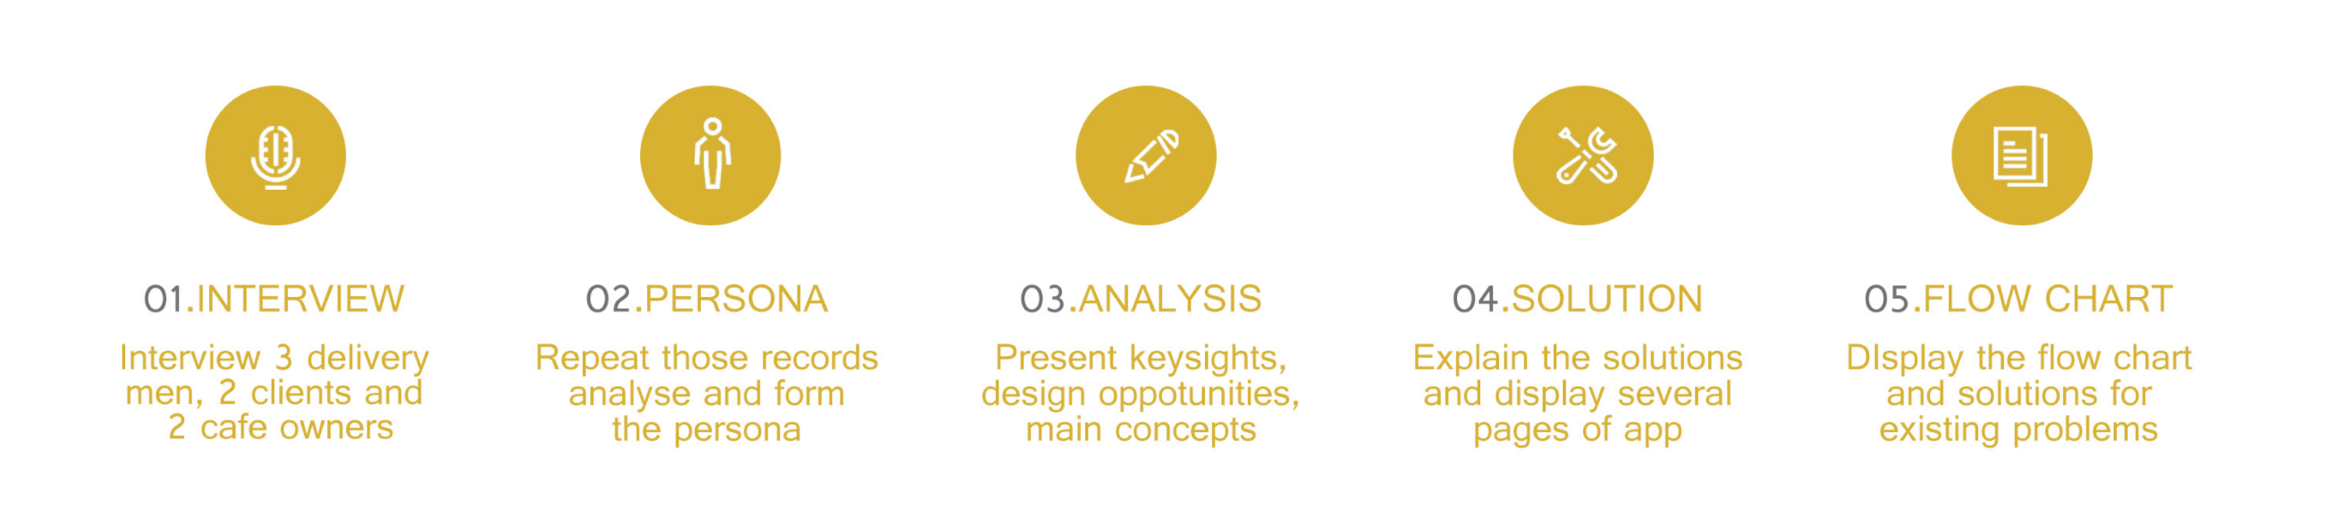 01.INTERVIEW
Interview 3 delivery
men, 2 clients and
2 cafe owners
02.PERSONA
Repeat those records
analyse and form
the persona
03.ANALYSIS
Present keysights,
design oppotunities,
main concepts
04.SOLUTION
Explain the solutions
and display several
pages of app
05.FLOW CHART
DIsplay the flow chart
and solutions for
existing problems